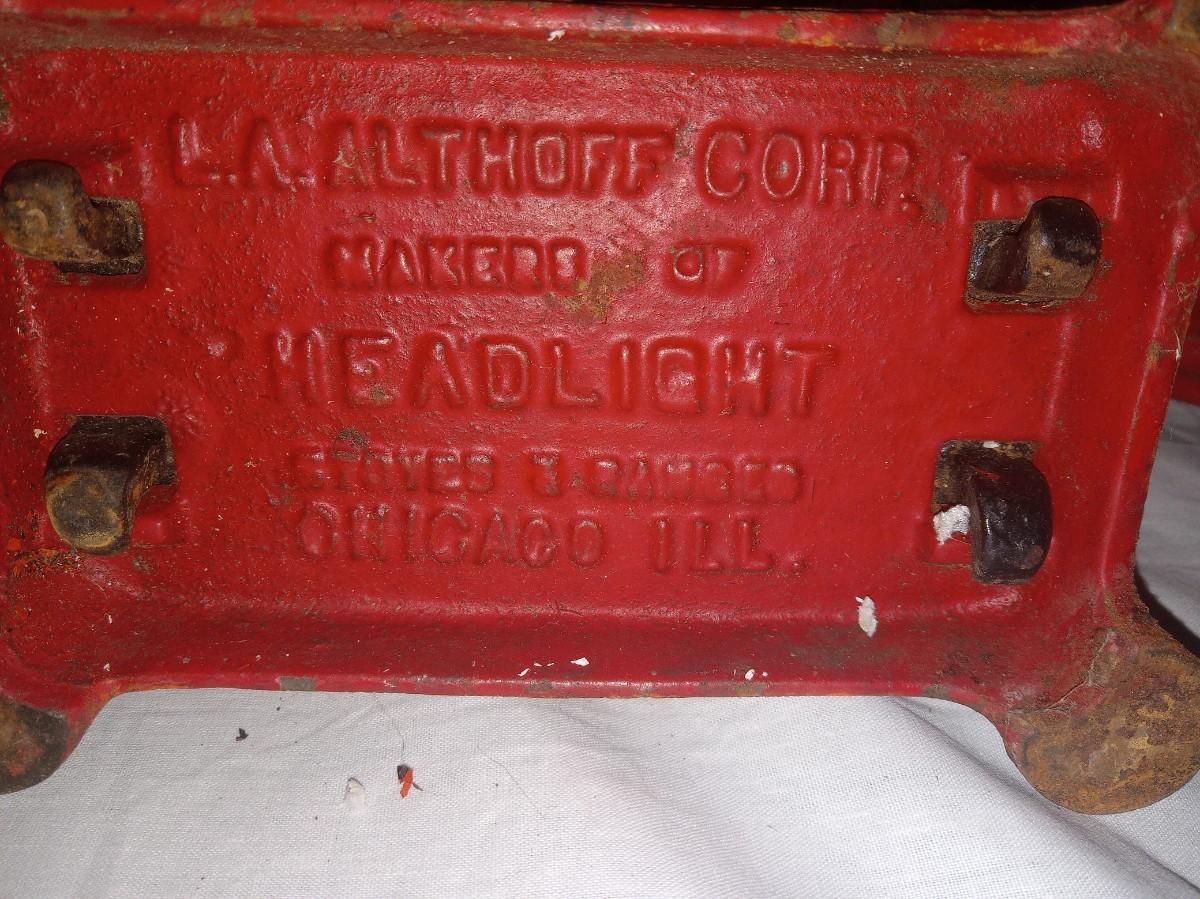 L.A. ALTHOFF CORP.
MAKERS OF
HEADLIGHT
STOVES & RANGES
CHICAGO ILL.